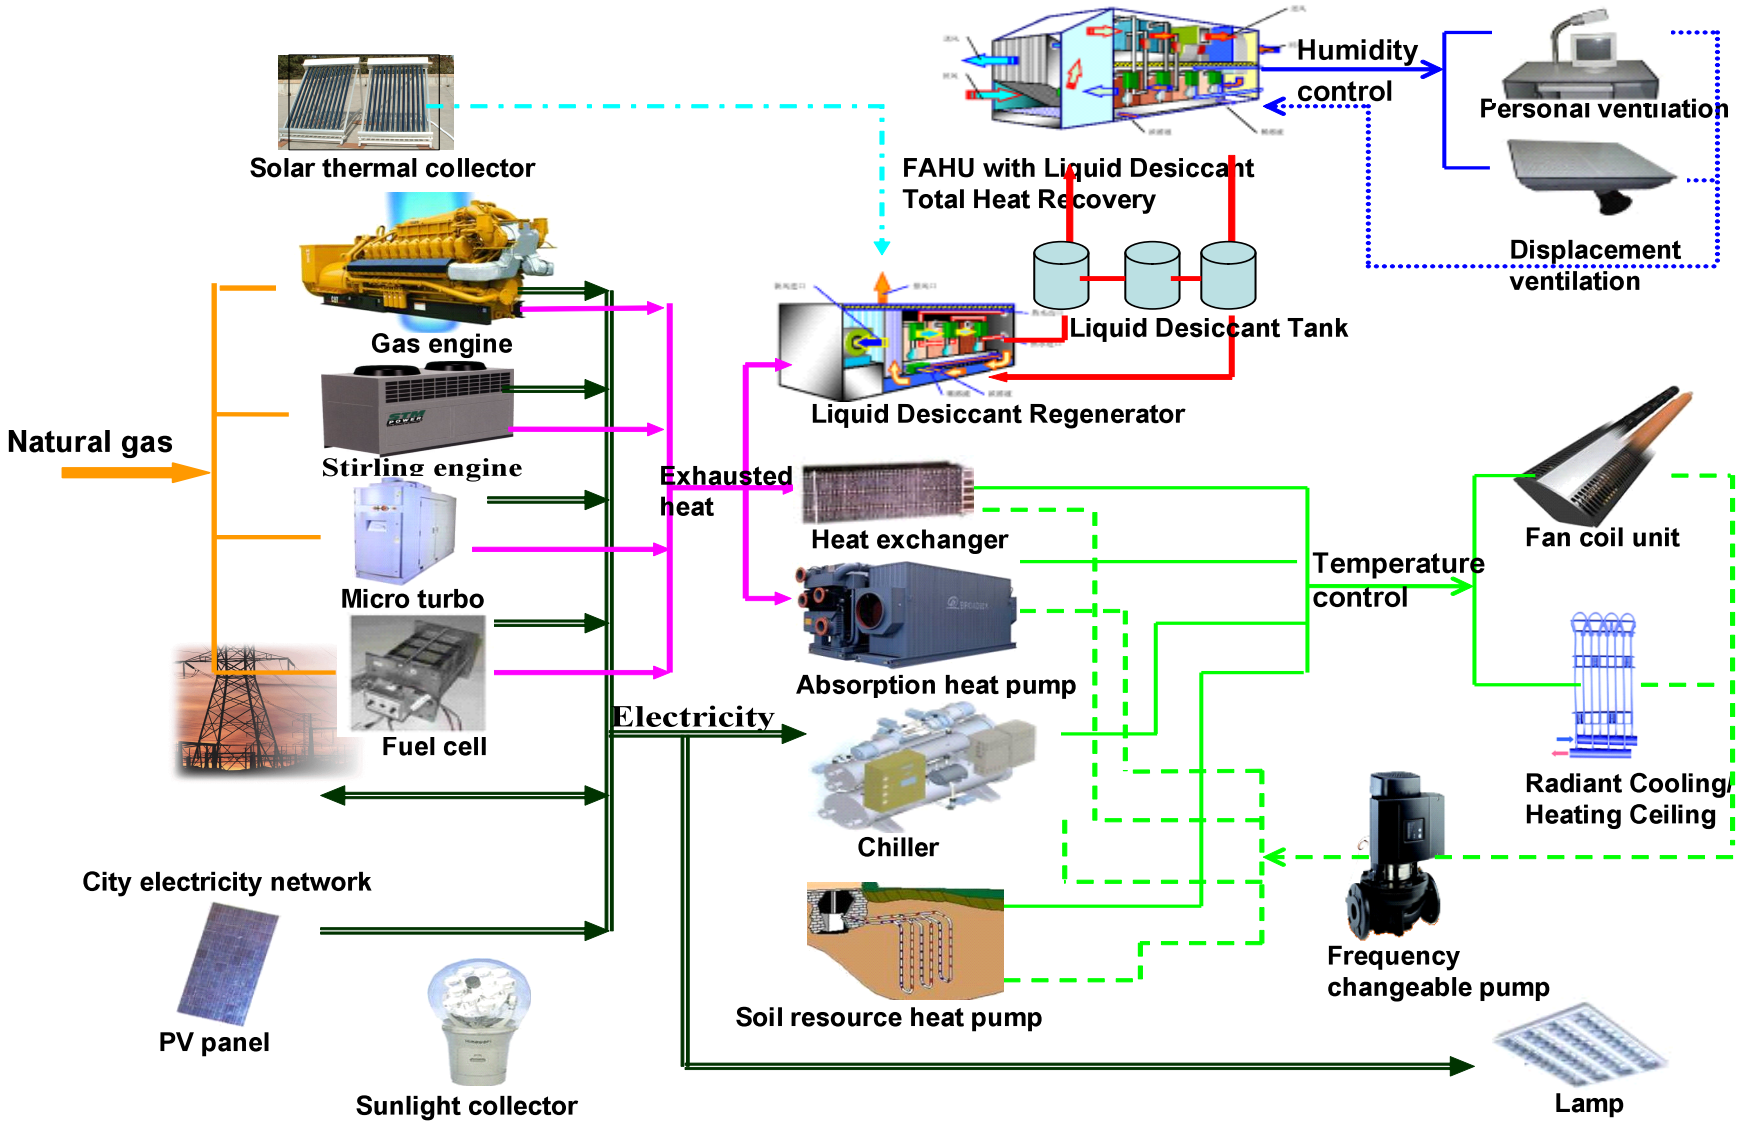 Humidity
control
Personal ventilation
Solar thermal collector
FAHU with Liquid Desiccant
Total Heat Recovery
Displacement
ventilation
Liquid Desiccant Tank
Gas engine
Liquid Desiccant Regenerator
Natural gas
STM
POWER
Stirling engine
Exhausted
heat
Heat exchanger
Fan coil unit
Temperature
control
Micro turbo
Absorption heat pump
Electricity
Fuel cell
Radiant Cooling/
Heating Ceiling
Chiller
City electricity network
Frequency
changeable pump
Soil resource heat pump
PV panel
Sunlight collector
Lamp